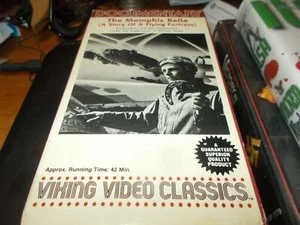 DOCUMENTARY
The Memphis Belle
(A Story Of A Flying Fortress)
A
GUARANTEED
SUPERIOR
QUALITY
PRODUCT
Approx. Running Time: 42 Min.
VIKING VIDEO CLASSICS